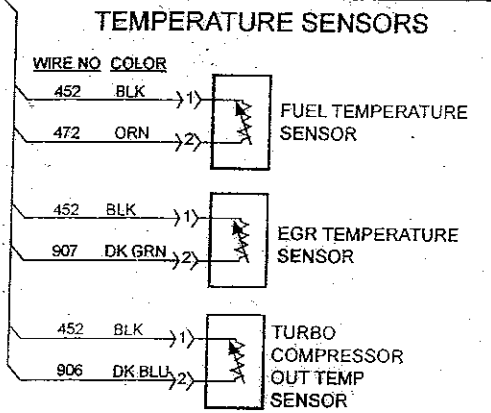 TEMPERATURE SENSORS
WIRE NO COLOR
452 BLK 1
472 ORN 2
FUEL TEMPERATURE
SENSOR
452 BLK 1
907 DK GRN 2
EGR TEMPERATURE
SENSOR
452 BLK 1
906 DK BLU 2
TURBO
COMPRESSOR
OUT TEMP
SENSOR